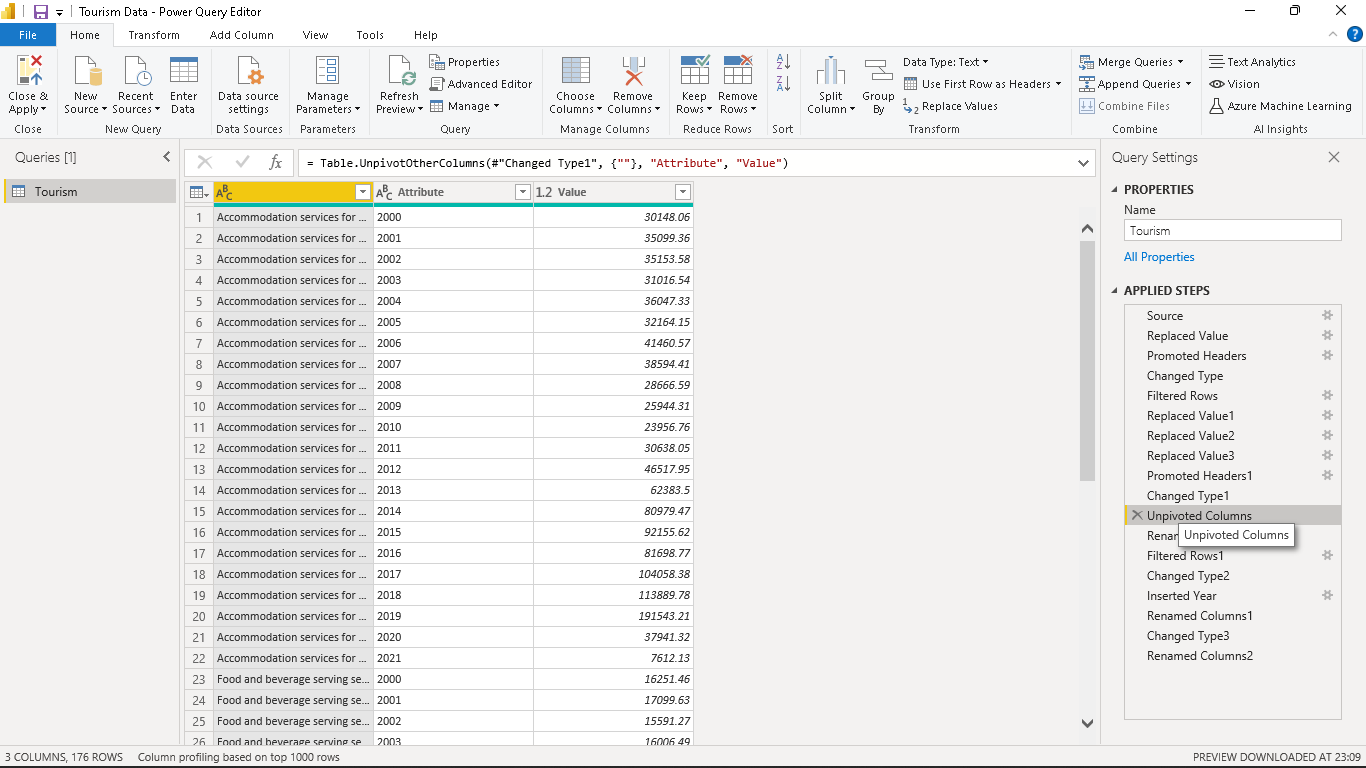 Tourism Data - Power Query Editor
File Home Transform Add Column View Tools Help
Close & Apply
Close
New Source
Recent Sources
Enter Data
New Query
Data source settings
Data Sources
Manage Parameters
Parameters
Refresh Preview
Properties
Advanced Editor
Manage
Query
Choose Columns
Remove Columns
Manage Columns
Keep Rows
Remove Rows
Reduce Rows
Sort
Split Column
Group By
Data Type: Text
Use First Row as Headers
Replace Values
Transform
Merge Queries
Append Queries
Combine Files
Combine
Text Analytics
Vision
Azure Machine Learning
AI Insights
Queries [1]
Tourism
fx = Table.UnpivotOtherColumns(#"Changed Type1", {""}, "Attribute", "Value")
ABC ABC Attribute 1.2 Value
1 Accommodation services for ... 2000 30148.06
2 Accommodation services for ... 2001 35099.36
3 Accommodation services for ... 2002 35153.58
4 Accommodation services for ... 2003 31016.54
5 Accommodation services for ... 2004 36047.33
6 Accommodation services for ... 2005 32164.15
7 Accommodation services for ... 2006 41460.57
8 Accommodation services for ... 2007 38594.41
9 Accommodation services for ... 2008 28666.59
10 Accommodation services for ... 2009 25944.31
11 Accommodation services for ... 2010 23956.76
12 Accommodation services for ... 2011 30638.05
13 Accommodation services for ... 2012 46517.95
14 Accommodation services for ... 2013 62383.5
15 Accommodation services for ... 2014 80979.47
16 Accommodation services for ... 2015 92155.62
17 Accommodation services for ... 2016 81698.77
18 Accommodation services for ... 2017 104058.38
19 Accommodation services for ... 2018 113889.78
20 Accommodation services for ... 2019 191543.21
21 Accommodation services for ... 2020 37941.32
22 Accommodation services for ... 2021 7612.13
23 Food and beverage serving se... 2000 16251.46
24 Food and beverage serving se... 2001 17099.63
25 Food and beverage serving se... 2002 15591.27
26 Food and beverage serving se... 2003 16006.49
Query Settings
PROPERTIES
Name
Tourism
All Properties
APPLIED STEPS
Source
Replaced Value
Promoted Headers
Changed Type
Filtered Rows
Replaced Value1
Replaced Value2
Replaced Value3
Promoted Headers1
Changed Type1
Unpivoted Columns
Renam
Unpivoted Columns
Filtered Rows1
Changed Type2
Inserted Year
Renamed Columns1
Changed Type3
Renamed Columns2
3 COLUMNS, 176 ROWS Column profiling based on top 1000 rows
PREVIEW DOWNLOADED AT 23:09